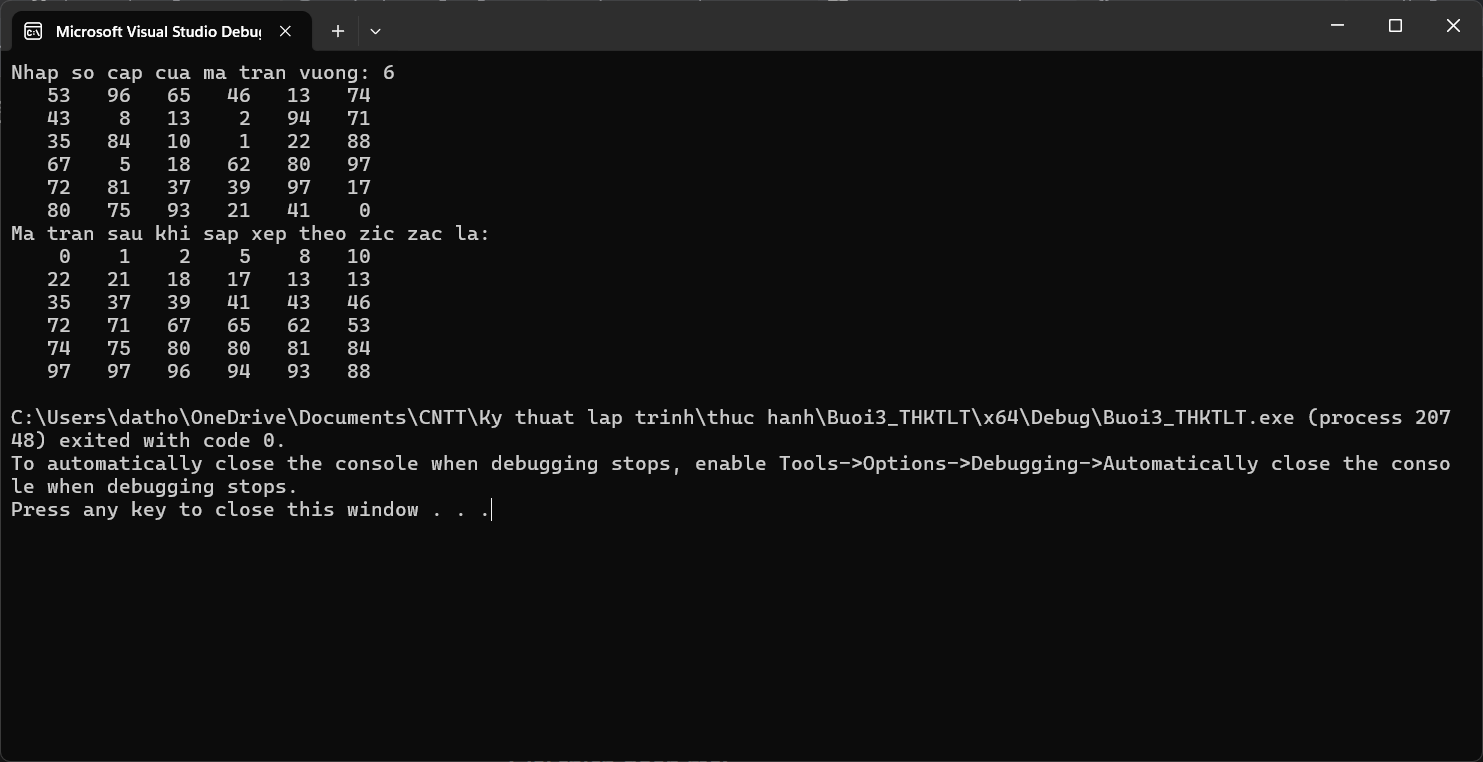 Microsoft Visual Studio Debu
Nhap so cap cua ma tran vuong: 6
53 96 65 46 13 74
43 8 13 2 94 71
35 84 10 1 22 88
67 5 18 62 80 97
72 81 37 39 97 17
80 75 93 21 41 0
Ma tran sau khi sap xep theo zic zac la:
0 1 2 5 8 10
22 21 18 17 13 13
35 37 39 41 43 46
72 71 67 65 62 53
74 75 80 80 81 84
97 97 96 94 93 88
C:\Users\datho\OneDrive\Documents\CNTT\Ky thuat lap trinh\thuc hanh\Buoi3_THKTLT\x64\Debug\Buoi3_THKTLT.exe (process 207
48) exited with code 0.
To automatically close the console when debugging stops, enable Tools->Options->Debugging->Automatically close the conso
le when debugging stops.
Press any key to close this window . . .